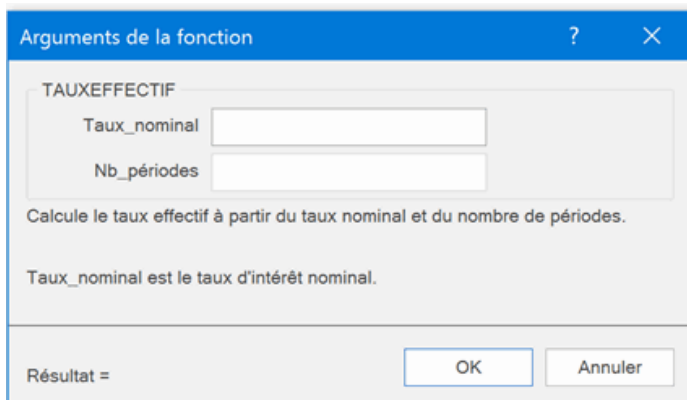 Arguments de la fonction ?
TAUXEFFECTIF
Taux_nominal
Nb_périodes
Calcule le taux effectif à partir du taux nominal et du nombre de périodes.
Taux_nominal est le taux d'intérêt nominal.
Résultat =
OK Annuler